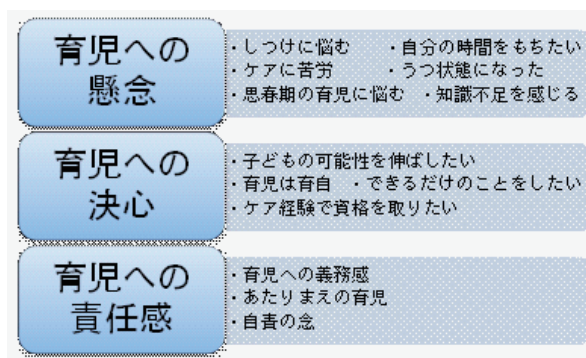 育児への
懸念
・しつけに悩む　・自分の時間をもちたい
・ケアに苦労　・うつ状態になった
・思春期の育児に悩む　・知識不足を感じる
育児への
決心
・子どもの可能性を伸ばしたい
・育児は育自　・できるだけのことをしたい
・ケア経験で資格を取りたい
育児への
責任感
・育児への義務感
・あたりまえの育児
・自責の念